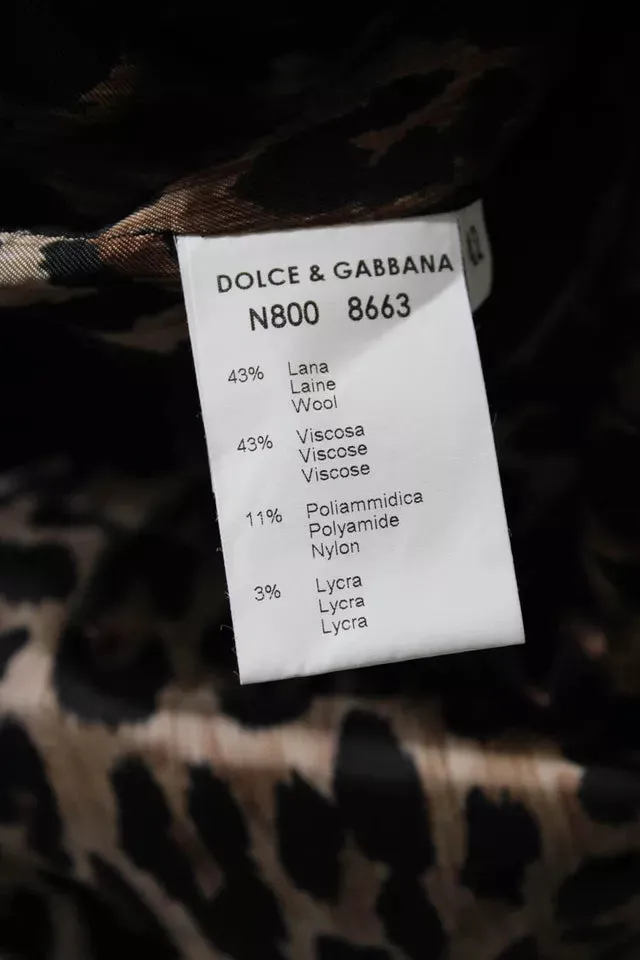 DOLCE & GABBANA
N800 8663
43% Lana
Laine
Wool
43% Viscosa
Viscose
Viscose
11% Poliammidica
Polyamide
Nylon
3% Lycra
Lycra
Lycra